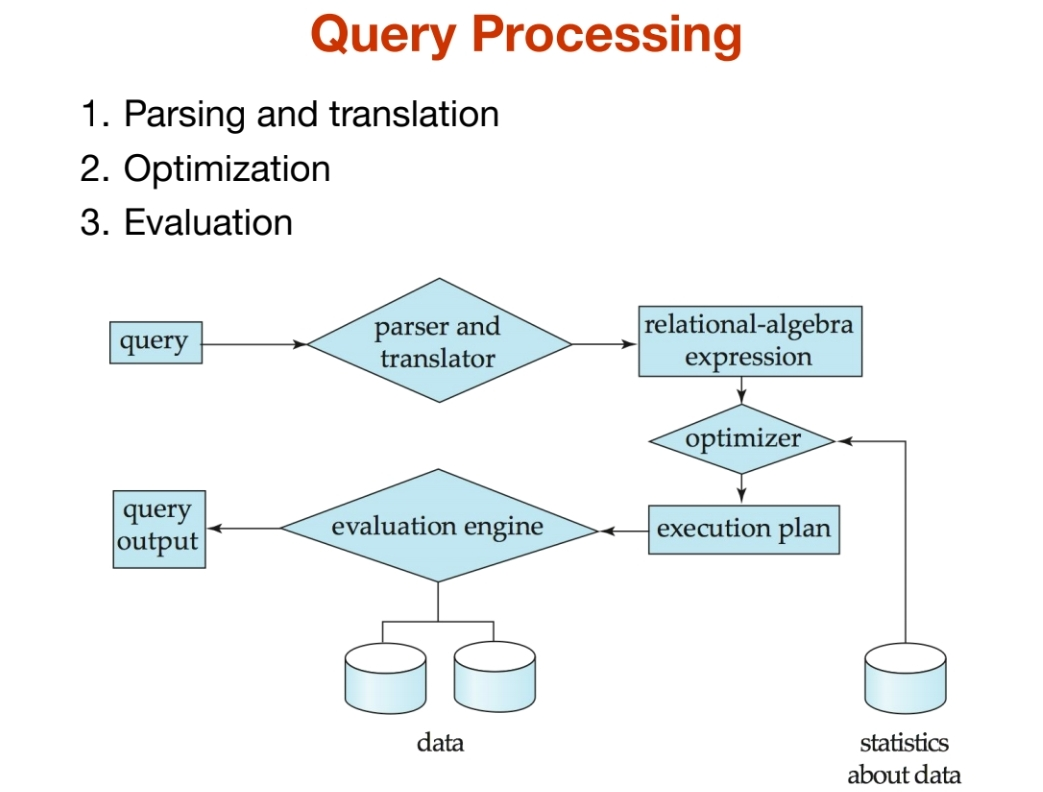 Query Processing
1. Parsing and translation
2. Optimization
3. Evaluation
query
parser and
translator
relational-algebra
expression
optimizer
query
output
evaluation engine
execution plan
data
statistics
about data